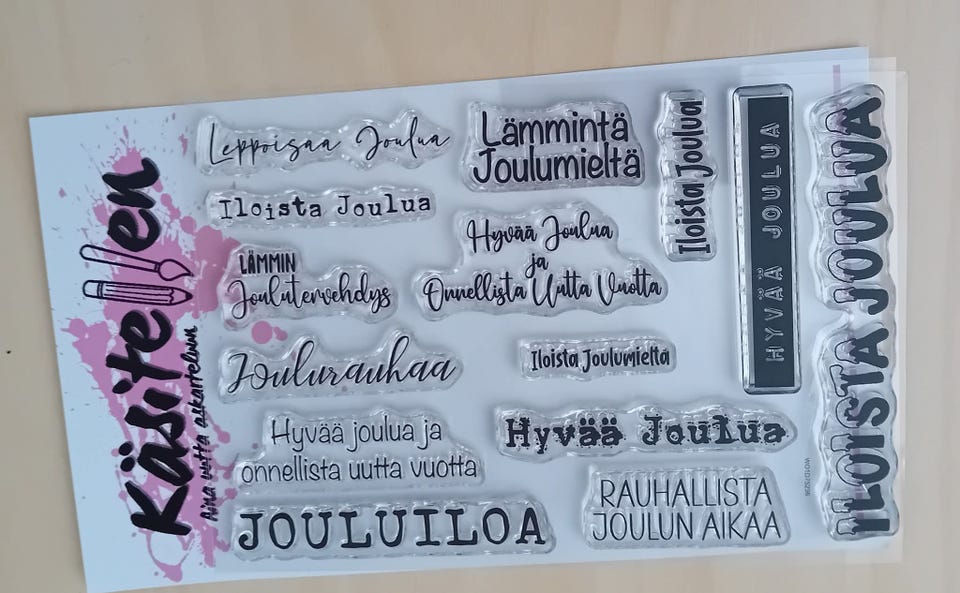 Käsitellen
Aina uutta askarteluun
Leppoisaa Joulua
Iloista Joulua
LÄMMIN
Joulutervehdys
Joulurauhaa
Hyvää joulua ja
onnellista uutta vuotta
JOULUILOA
Lämmintä
Joulumieltä
Hyvää Joulua
ja
Onnellista Uutta Vuotta
Iloista Joulumieltä
Hyvää Joulua
RAUHALLISTA
JOULUN AIKAA
Iloista Joulua
HYVÄÄ JOULUA
ILOISTA JOULUA